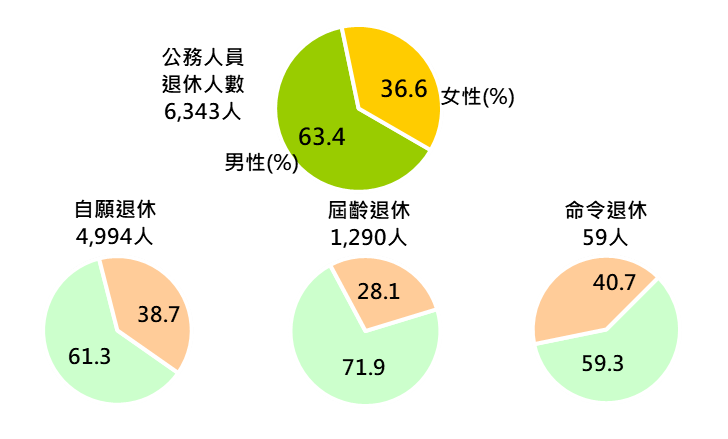 公務人員
退休人數
6,343人
36.6
女性(%)
63.4
男性(%)
自願退休
4,994人
38.7
61.3
屆齡退休
1,290人
28.1
71.9
命令退休
59人
40.7
59.3